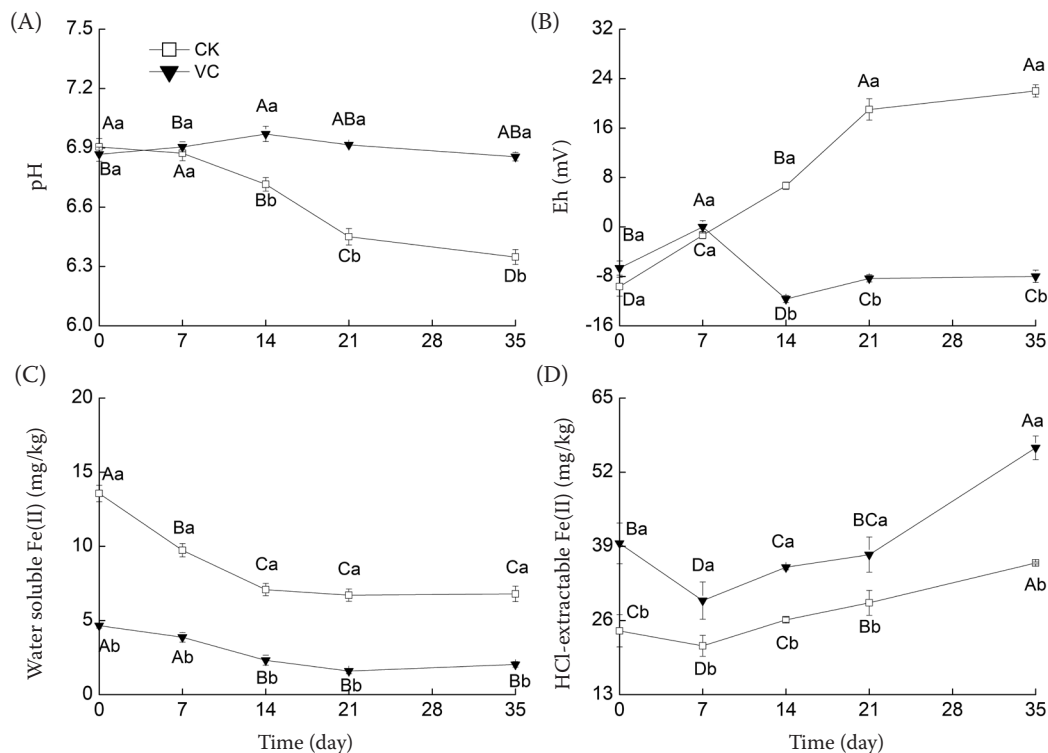 (A)
7.5
7.2
6.9
6.6
6.3
6.0
pH
CK
VC
Aa
Ba
Aa
ABa
ABa
Ba
Aa
Bb
Cb
Db
0 7 14 21 28 35
(B)
32
24
16
8
0
-8
-16
Eh (mV)
Aa
Aa
Ba
Aa
Ba
Ca
Da
Db
Cb
Cb
0 7 14 21 28 35
(C)
20
15
10
5
0
Water soluble Fe(II) (mg/kg)
Aa
Ba
Ca
Ca
Ca
Ab
Ab
Bb
Bb
Bb
0 7 14 21 28 35
Time (day)
(D)
65
52
39
26
13
HCl-extractable Fe(II) (mg/kg)
Aa
Ba
Da
Ca
BCa
Cb
Db
Cb
Bb
Ab
0 7 14 21 28 35
Time (day)